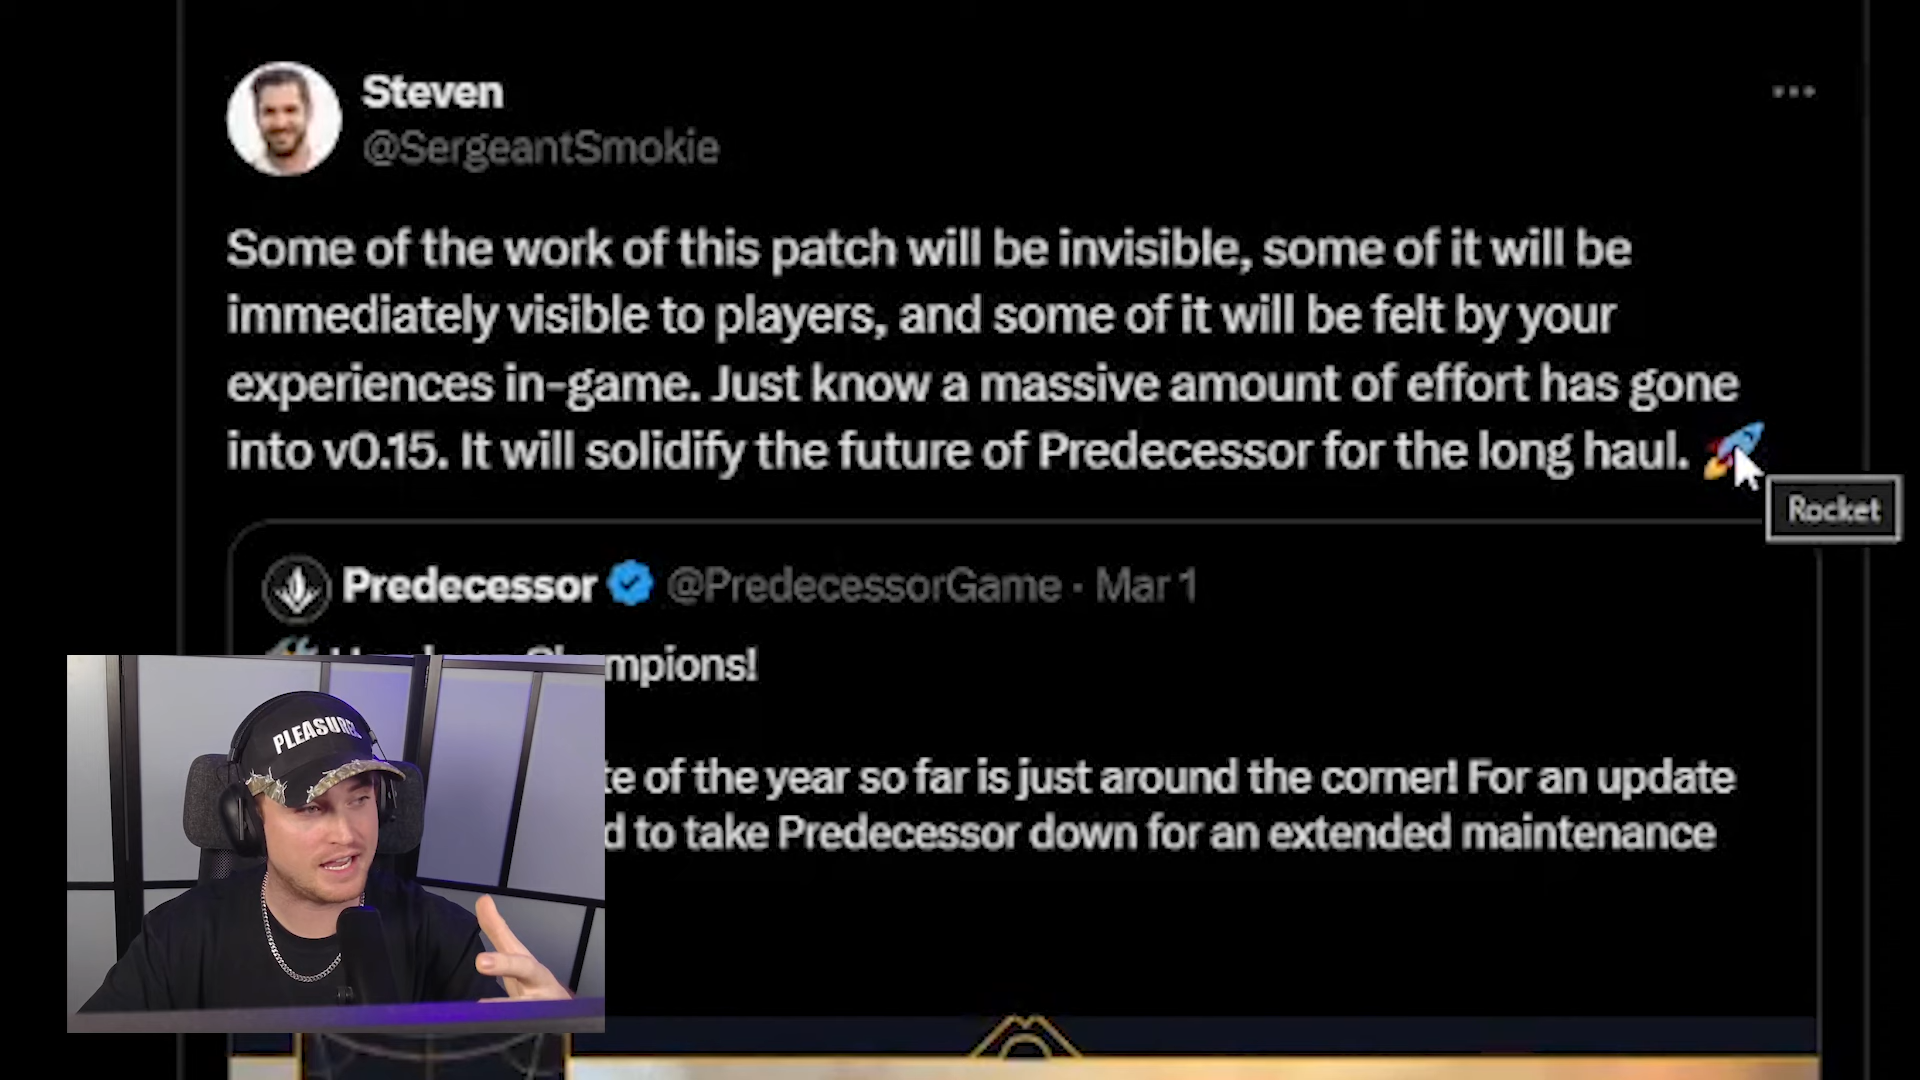 Steven
@SergeantSmokie
Some of the work of this patch will be invisible, some of it will be
immediately visible to players, and some of it will be felt by your
experiences in-game. Just know a massive amount of effort has gone
into v0.15. It will solidify the future of Predecessor for the long haul. 🚀
Rocket
Predecessor @PredecessorGame · Mar 1
mpions!
te of the year so far is just around the corner! For an update
d to take Predecessor down for an extended maintenance
PLEASURE